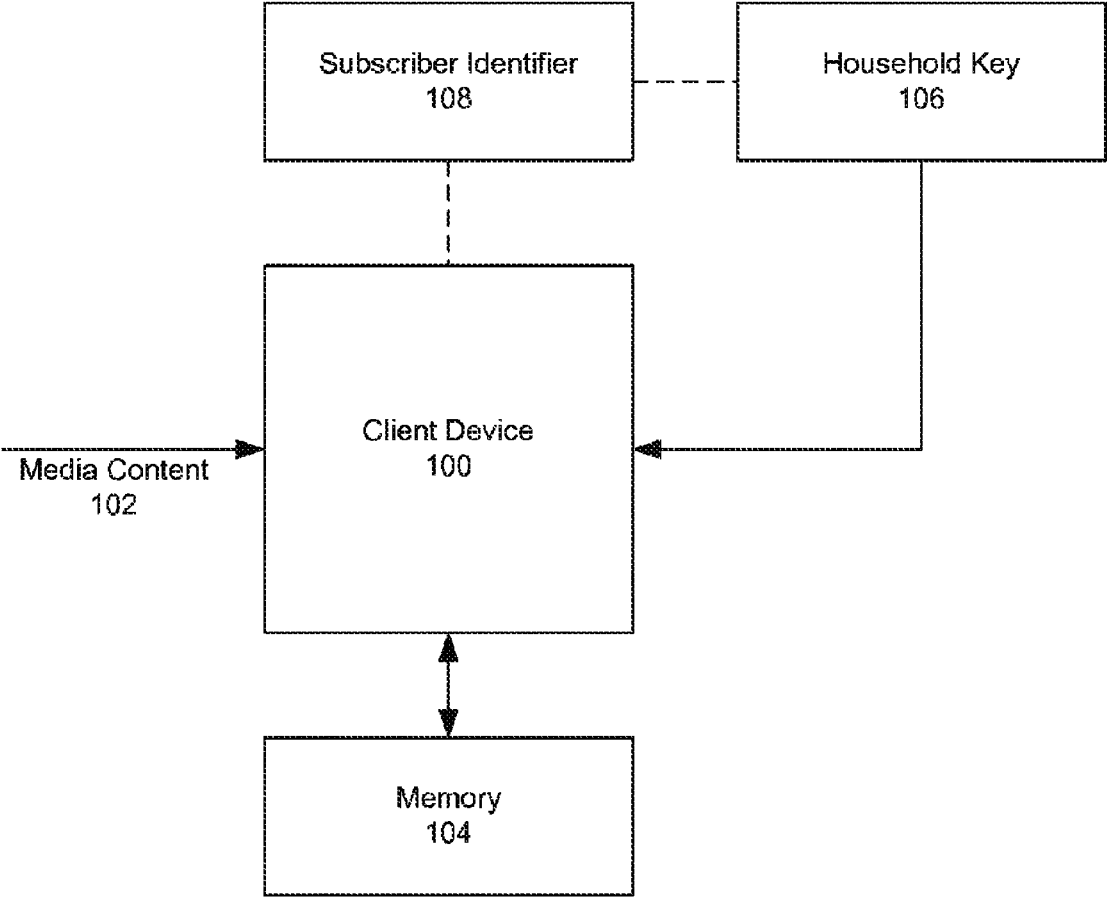 Subscriber Identifier
108
Household Key
106
Client Device
100
Media Content
102
Memory
104